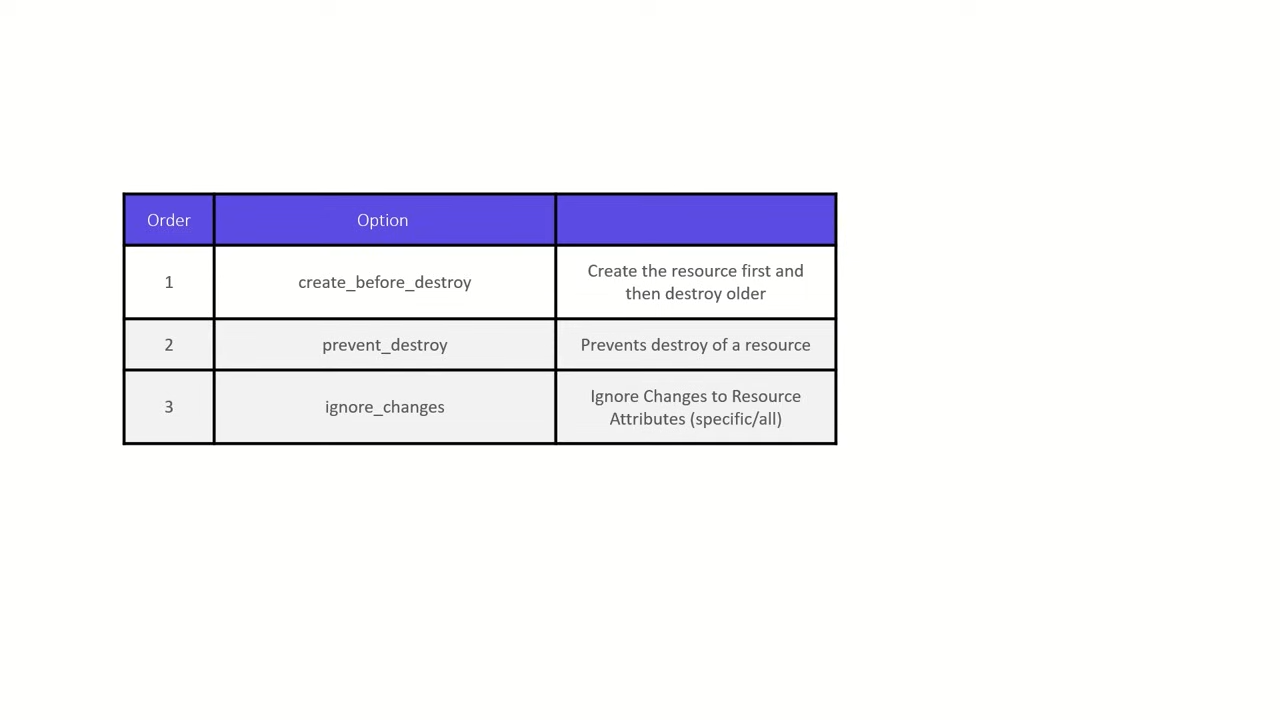 Order Option
1 create_before_destroy Create the resource first and
then destroy older
2 prevent_destroy Prevents destroy of a resource
3 ignore_changes Ignore Changes to Resource
Attributes (specific/all)